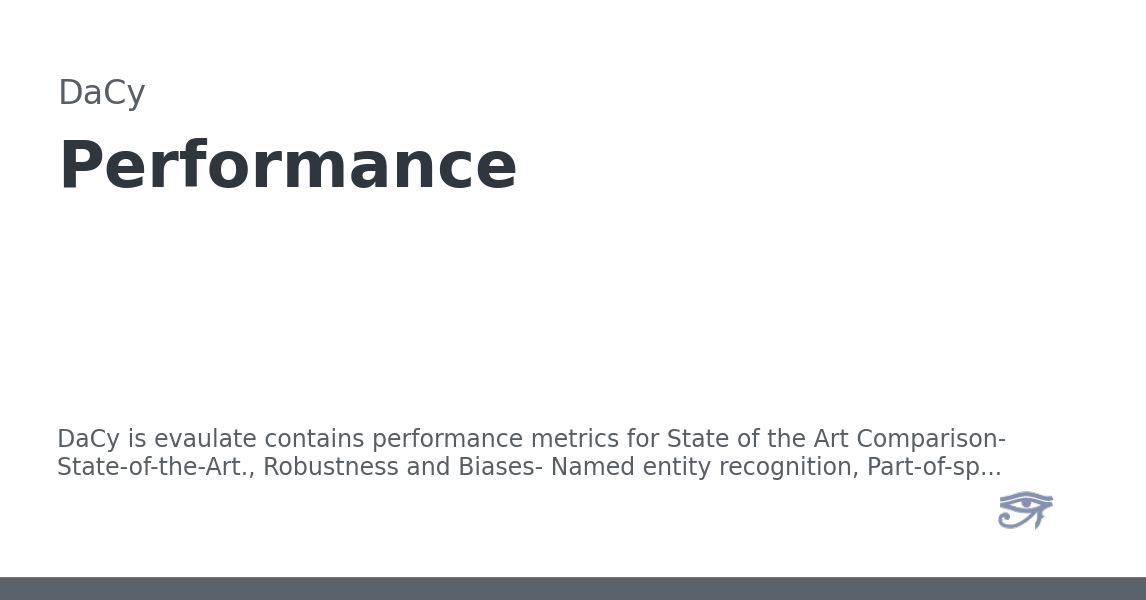 DaCy
Performance
DaCy is evaulate contains performance metrics for State of the Art Comparison-
State-of-the-Art., Robustness and Biases- Named entity recognition, Part-of-sp...